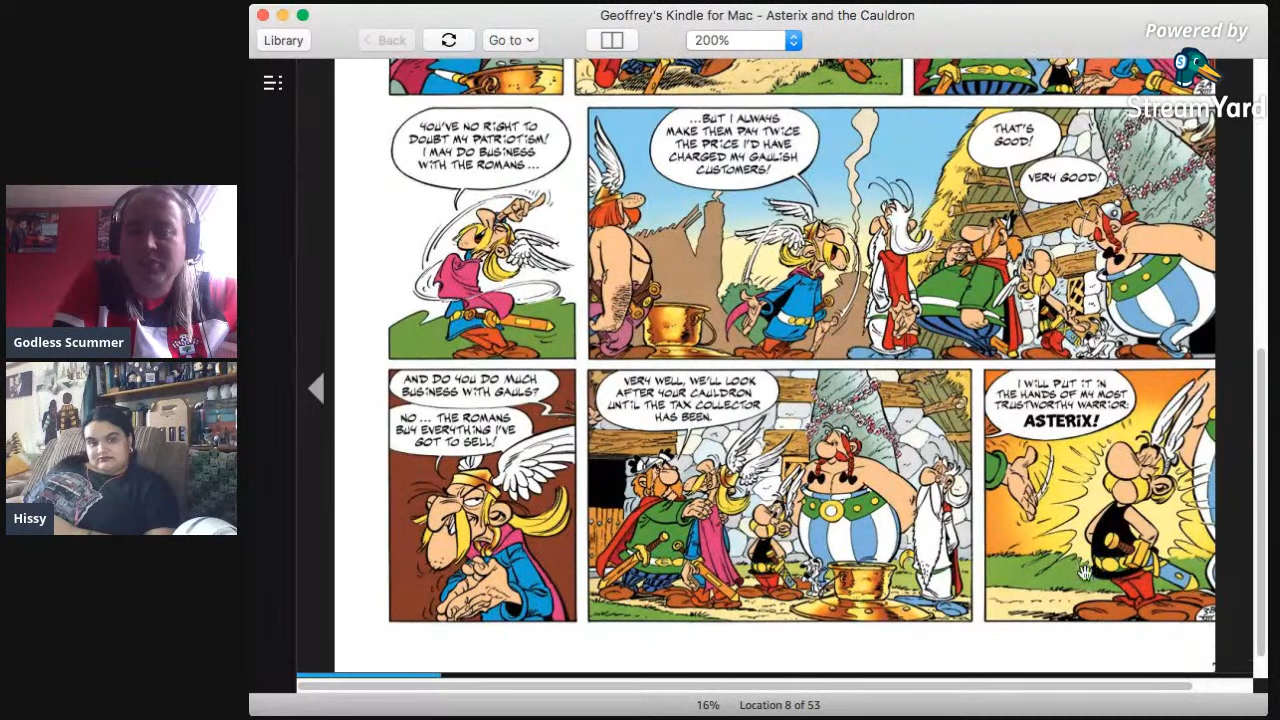 Geoffrey's Kindle for Mac - Asterix and the Cauldron
Library
Back
Go to
200%
Powered by
StreamYard
YOU'VE NO RIGHT TO
DOUBT MY PATRIOTISM!
I MAY DO BUSINESS
WITH THE ROMANS...
...BUT I ALWAYS
MAKE THEM PAY TWICE
THE PRICE I'D HAVE
CHARGED MY GAULISH
CUSTOMERS!
THAT'S
GOOD!
VERY GOOD!
AND DO YOU DO MUCH
BUSINESS WITH GAULS?
NO... THE ROMANS
BUY EVERYTHING I'VE
GOT TO SELL!
VERY WELL, WE'LL LOOK
AFTER YOUR CAULDRON
UNTIL THE TAX COLLECTOR
HAS BEEN.
I WILL PUT IT IN
THE HANDS OF MY MOST
TRUSTWORTHY WARRIOR:
ASTERIX!
Godless Scummer
Hissy
16%
Location 8 of 53